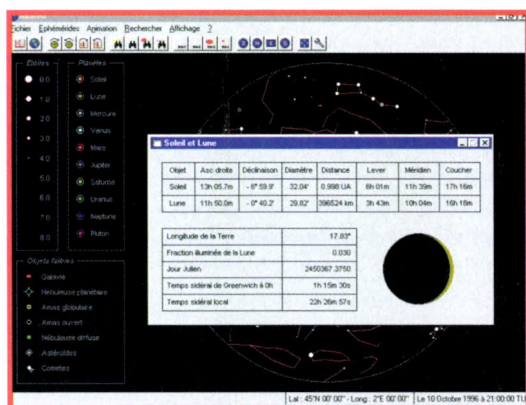 Fichier Ephémérides Animation Rechercher Affichage ?
Etoiles
0.0
1.0
2.0
3.0
4.0
5.0
6.0
7.0
8.0
Planètes
Soleil
Lune
Mercure
Venus
Mars
Jupiter
Saturne
Uranus
Neptune
Pluton
Objets faibles
Galaxie
Nébuleuse planétaire
Amas globulaire
Amas ouvert
Nébuleuse diffuse
Astéroïdes
Comètes
Soleil et Lune
Objet Asc droite Déclinaison Diamètre Distance Lever Méridien Coucher
Soleil 13h 05.7m - 6° 59.9' 32.04' 0.998 UA 6h 01m 11h 39m 17h 16m
Lune 11h 50.0m - 0° 40.2' 29.82' 396524 km 3h 43m 10h 04m 16h 18m
Longitude de la Terre 17.83°
Fraction illuminée de la Lune 0.030
Jour Julien 2450367.3750
Temps sidéral de Greenwich à 0h 1h 15m 30s
Temps sidéral local 22h 26m 57s
Lat : 45°N 00' 00" - Long : 2°E 00' 00" Le 10 Octobre 1996 à 21:00:00 TU